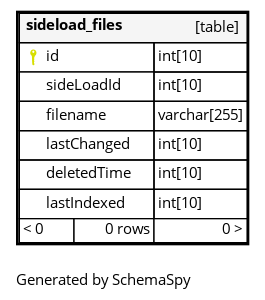 sideload_files [table]
id int[10]
sideLoadId int[10]
filename varchar[255]
lastChanged int[10]
deletedTime int[10]
lastIndexed int[10]
< 0 0 rows 0 >
Generated by SchemaSpy